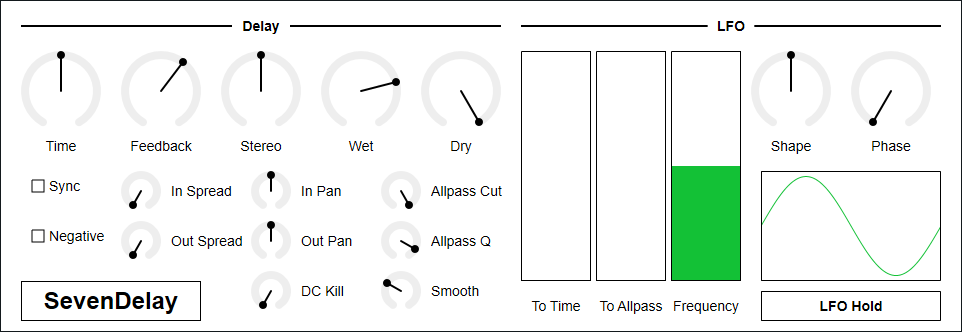 Delay
LFO
Time
Feedback
Stereo
Wet
Dry
Shape
Phase
Sync
In Spread
In Pan
Allpass Cut
Negative
Out Spread
Out Pan
Allpass Q
DC Kill
Smooth
SevenDelay
To Time
To Allpass
Frequency
LFO Hold